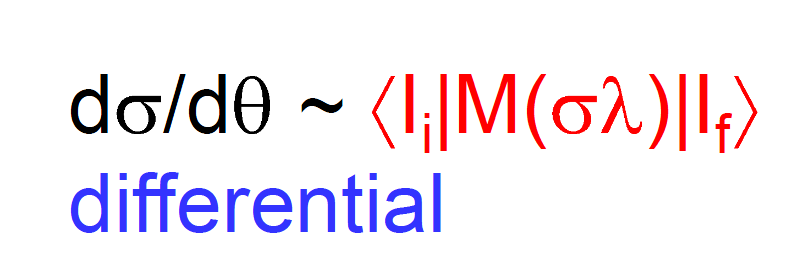 dσ/dθ ~ ⟨I_i|M(σλ)|I_f⟩
differential